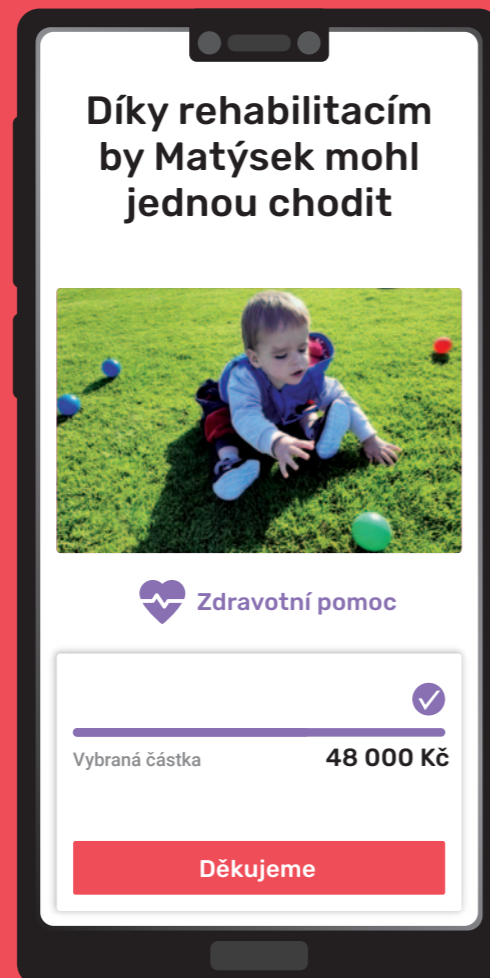 Díky rehabilitacím
by Matýsek mohl
jednou chodit
Zdravotní pomoc
Vybraná částka 48 000 Kč
Děkujeme